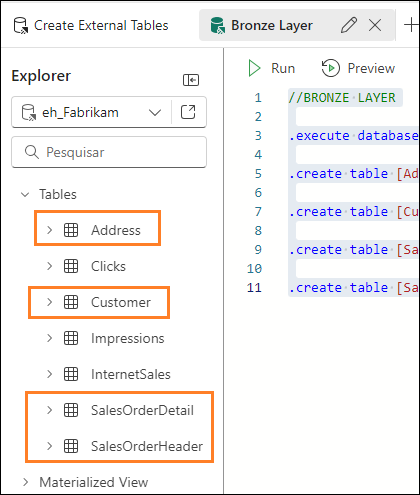 Create External Tables
Bronze Layer
Explorer
eh_Fabrikam
Pesquisar
Tables
Address
Clicks
Customer
Impressions
InternetSales
SalesOrderDetail
SalesOrderHeader
Materialized View
Run
Preview
1 //BRONZE LAYER
2
3 .execute database
4
5 .create table [Ad
6
7 .create table [Cu
8
9 .create table [Sa
10
11 .create table [Sa